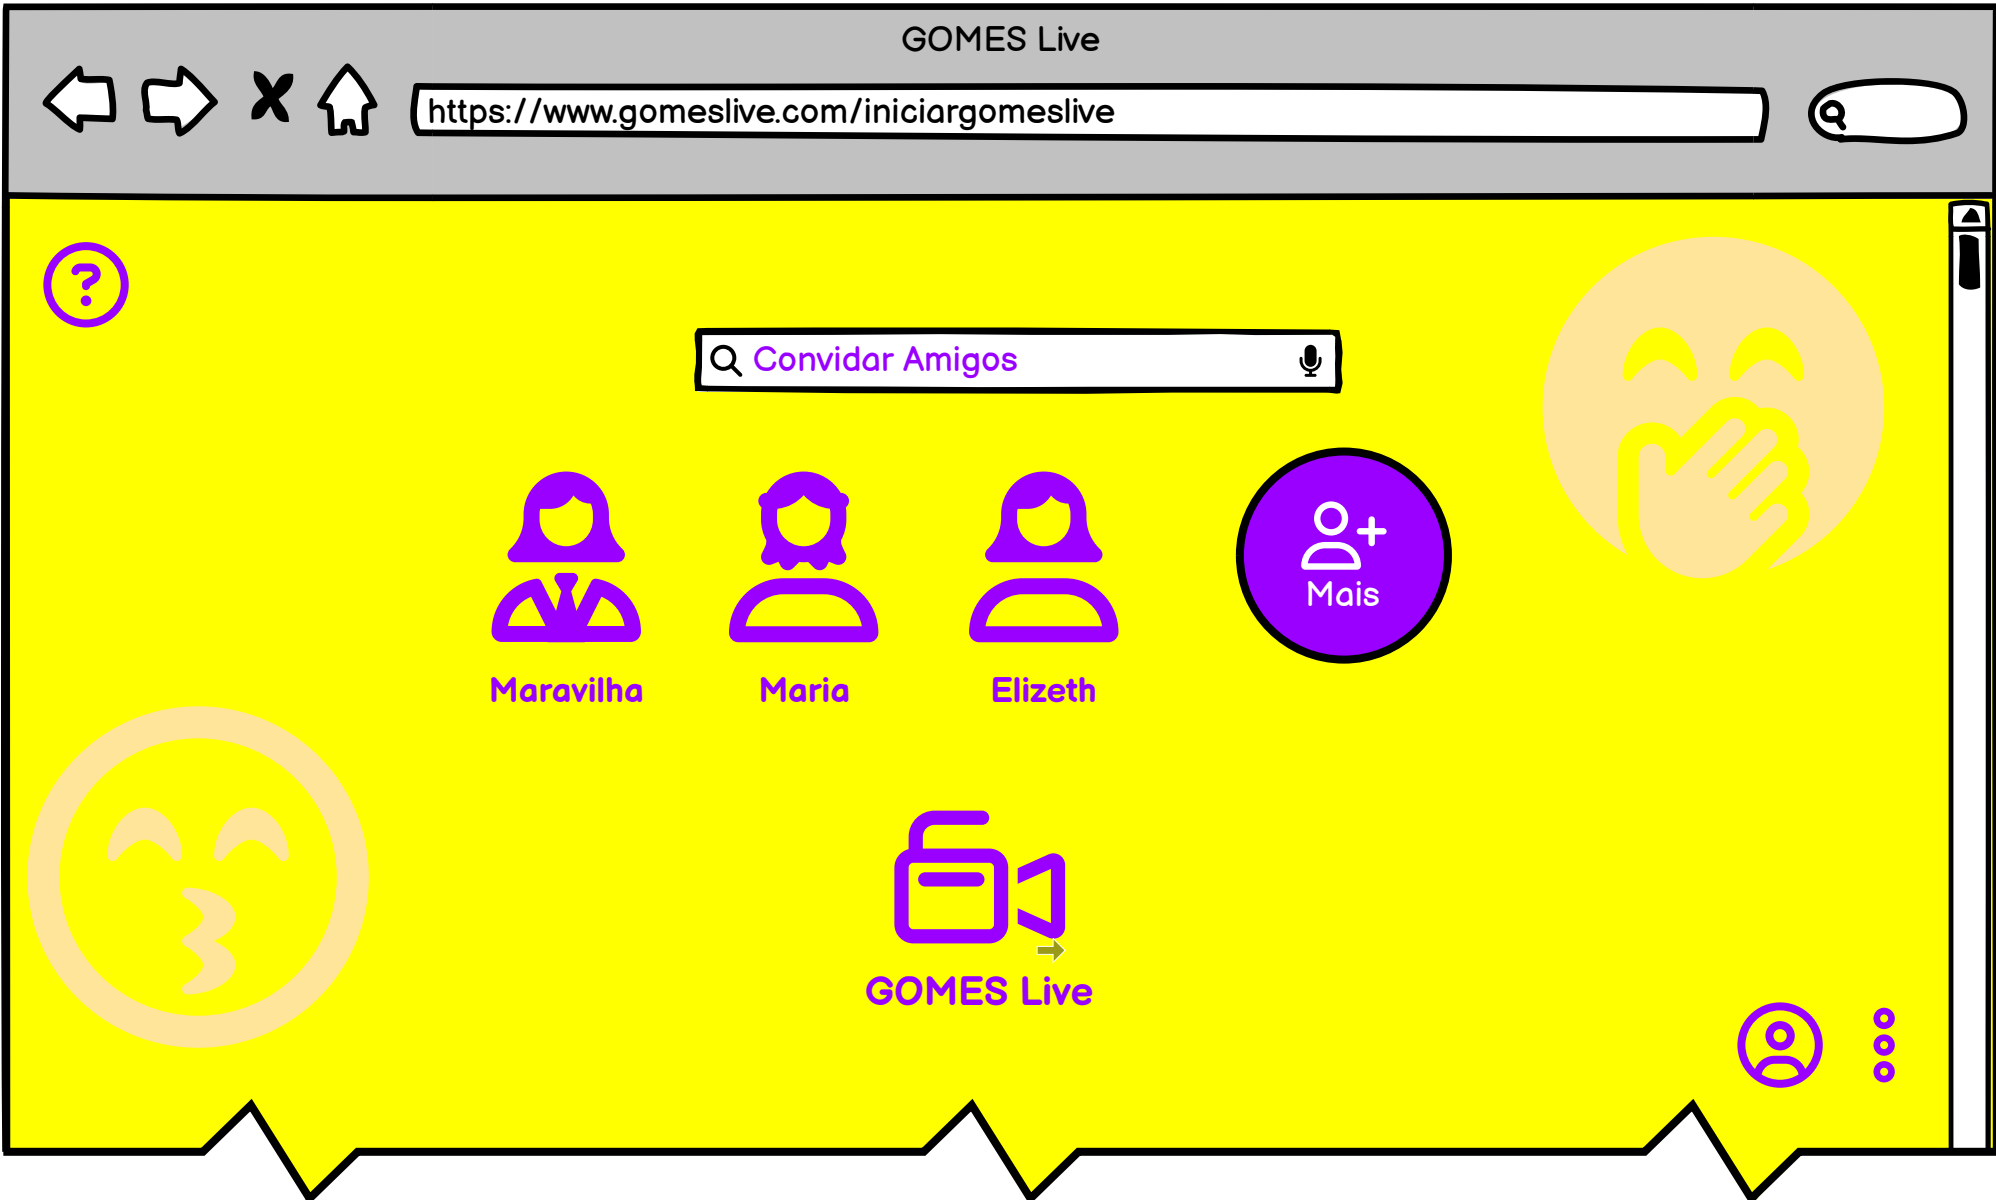 GOMES Live
https://www.gomeslive.com/iniciargomeslive
?
Convidar Amigos
Mais
Maravilha
Maria
Elizeth
GOMES Live